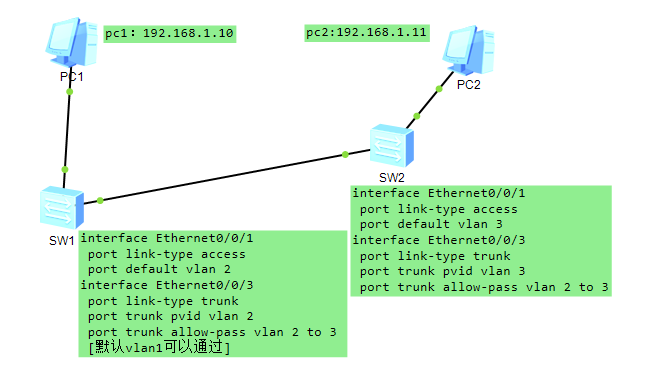 pc1: 192.168.1.10
pc2:192.168.1.11
PC1
PC2
SW2
SW1
interface Ethernet0/0/1
port link-type access
port default vlan 2
interface Ethernet0/0/3
port link-type trunk
port trunk pvid vlan 2
port trunk allow-pass vlan 2 to 3
[默认vlan1可以通过]
interface Ethernet0/0/1
port link-type access
port default vlan 3
interface Ethernet0/0/3
port link-type trunk
port trunk pvid vlan 3
port trunk allow-pass vlan 2 to 3